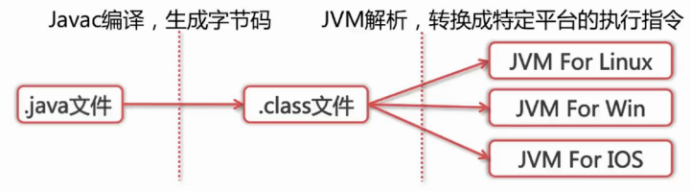 Javac编译，生成字节码
JVM解析，转换成特定平台的执行指令
.java文件
.class文件
JVM For Linux
JVM For Win
JVM For IOS